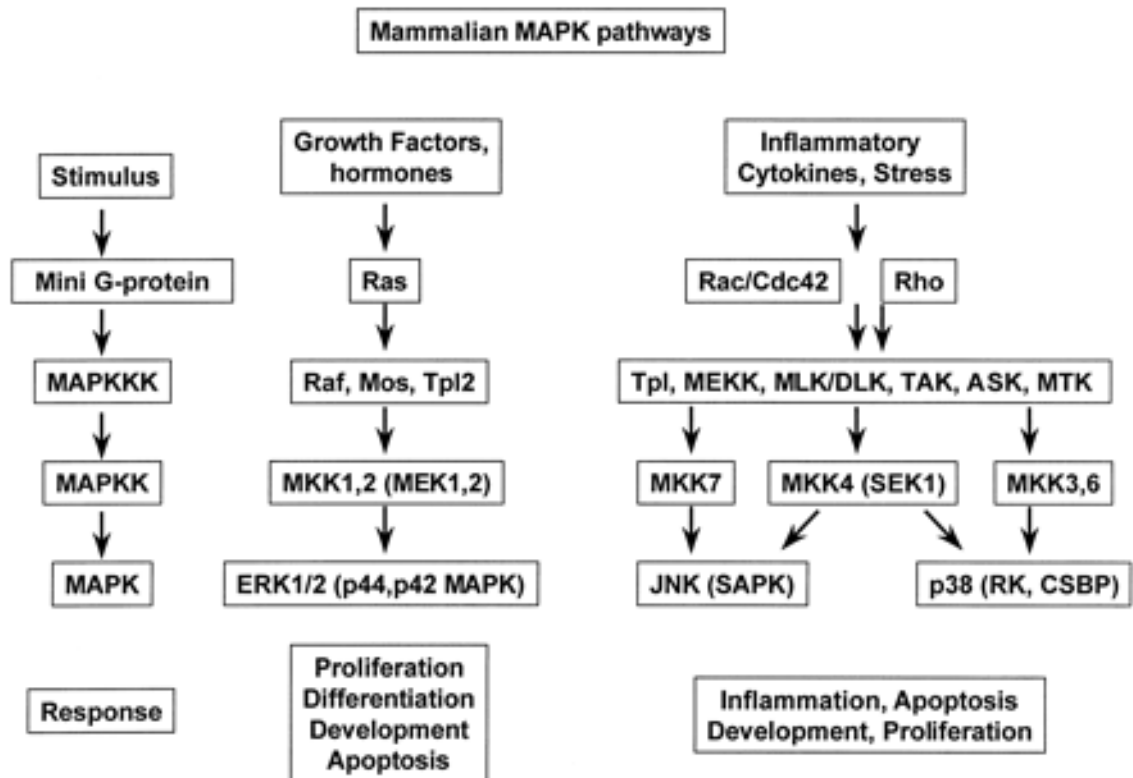 Mammalian MAPK pathways
Stimulus
Growth Factors,
hormones
Inflammatory
Cytokines, Stress
Mini G-protein
Ras
Rac/Cdc42
Rho
MAPKKK
Raf, Mos, Tpl2
Tpl, MEKK, MLK/DLK, TAK, ASK, MTK
MAPKK
MKK1,2 (MEK1,2)
MKK7
MKK4 (SEK1)
MKK3,6
MAPK
ERK1/2 (p44,p42 MAPK)
JNK (SAPK)
p38 (RK, CSBP)
Response
Proliferation
Differentiation
Development
Apoptosis
Inflammation, Apoptosis
Development, Proliferation